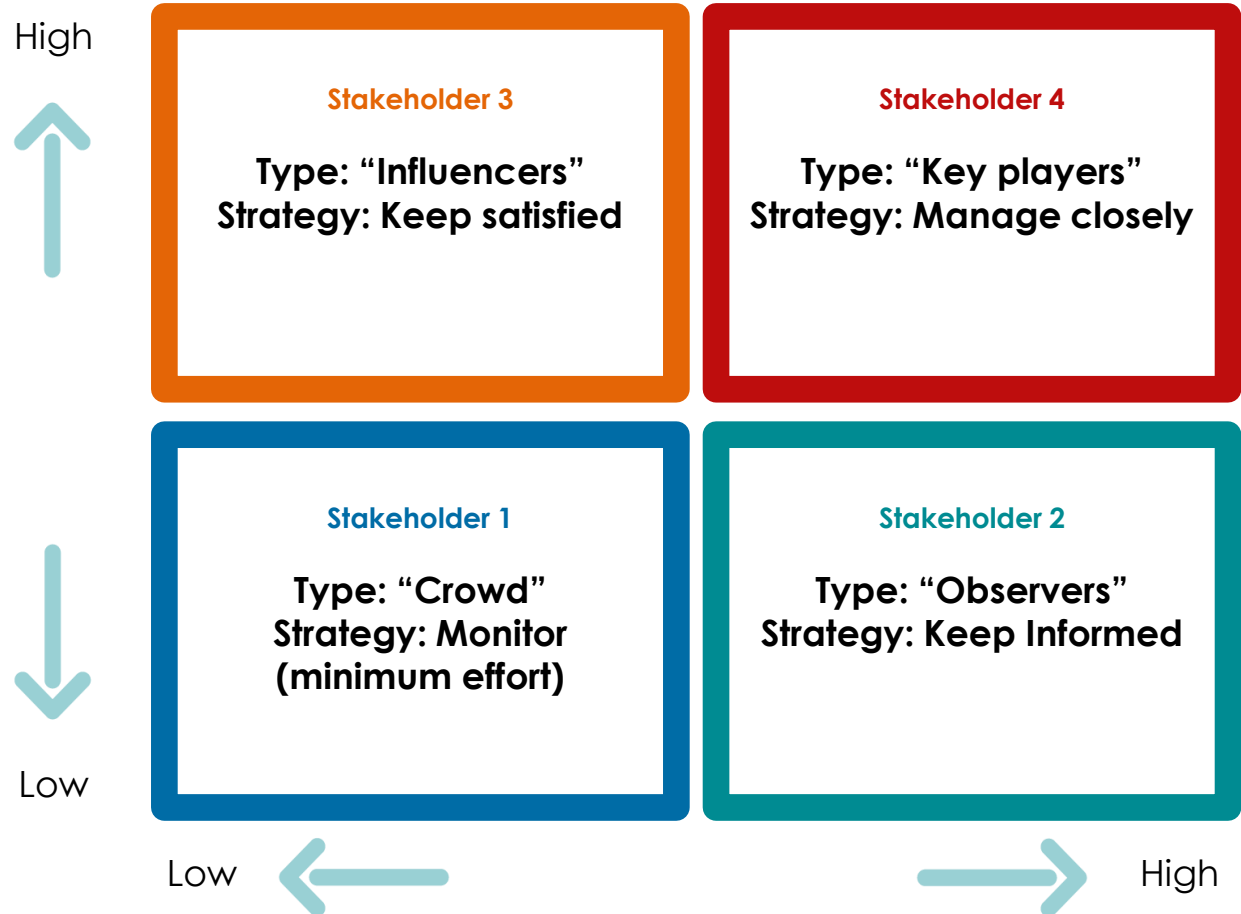 High
Stakeholder 3
Type: “Influencers”
Strategy: Keep satisfied
Stakeholder 4
Type: “Key players”
Strategy: Manage closely
Stakeholder 1
Type: “Crowd”
Strategy: Monitor
(minimum effort)
Stakeholder 2
Type: “Observers”
Strategy: Keep Informed
Low
Low
High